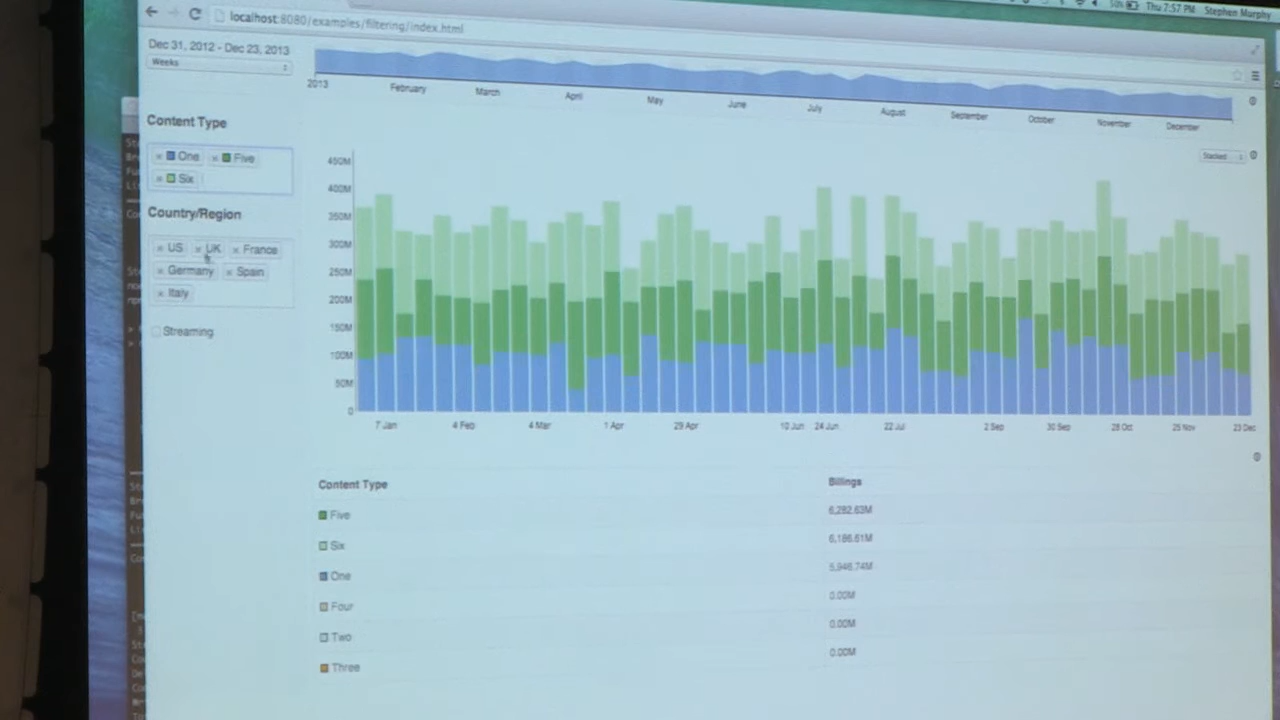 50% Thu 7:57 PM Stephen Murphy
localhost:8080/examples/filtering/index.html
Dec 31, 2012 - Dec 23, 2013
Weeks
2013 February March April May June July August September October November December
Content Type
× One × Five
× Six
Country/Region
× US × UK × France
× Germany × Spain
× Italy
Streaming
Stacked
450M
400M
350M
300M
250M
200M
150M
100M
50M
0
7 Jan 4 Feb 4 Mar 1 Apr 29 Apr 10 Jun 24 Jun 22 Jul 2 Sep 30 Sep 28 Oct 25 Nov 23 Dec
Content Type Billings
Five 6,282.63M
Six 6,186.61M
One 5,946.74M
Four 0.00M
Two 0.00M
Three 0.00M